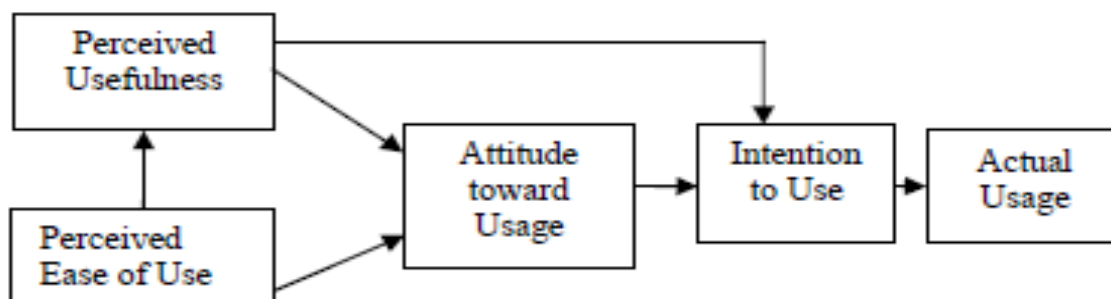 Perceived
Usefulness
Perceived
Ease of Use
Attitude
toward
Usage
Intention
to Use
Actual
Usage